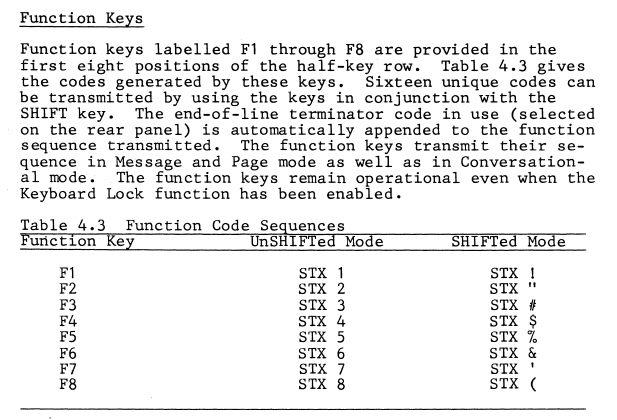 Function Keys
Function keys labelled F1 through F8 are provided in the
first eight positions of the half-key row. Table 4.3 gives
the codes generated by these keys. Sixteen unique codes can
be transmitted by using the keys in conjunction with the
SHIFT key. The end-of-line terminator code in use (selected
on the rear panel) is automatically appended to the function
sequence transmitted. The function keys transmit their se-
quence in Message and Page mode as well as in Conversation-
al mode. The function keys remain operational even when the
Keyboard Lock function has been enabled.
Table 4.3 Function Code Sequences
Function Key UnSHIFTed Mode SHIFTed Mode
F1 STX 1 STX !
F2 STX 2 STX "
F3 STX 3 STX #
F4 STX 4 STX $
F5 STX 5 STX %
F6 STX 6 STX &
F7 STX 7 STX '
F8 STX 8 STX (